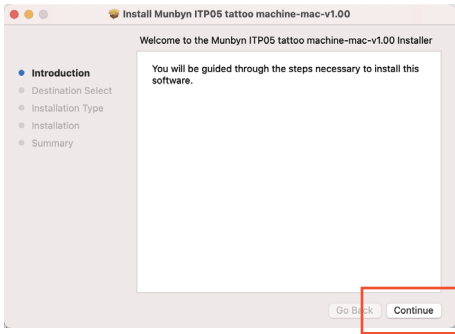 Install Munbyn ITP05 tattoo machine-mac-v1.00
Welcome to the Munbyn ITP05 tattoo machine-mac-v1.00 Installer
Introduction
Destination Select
Installation Type
Installation
Summary
You will be guided through the steps necessary to install this
software.
Go Back
Continue